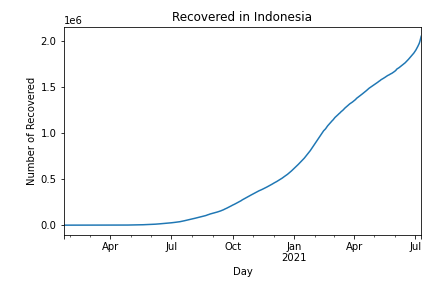 Recovered in Indonesia
1e6
2.0
1.5
1.0
0.5
0.0
Number of Recovered
Apr
Jul
Oct
Jan
2021
Apr
Jul
Day